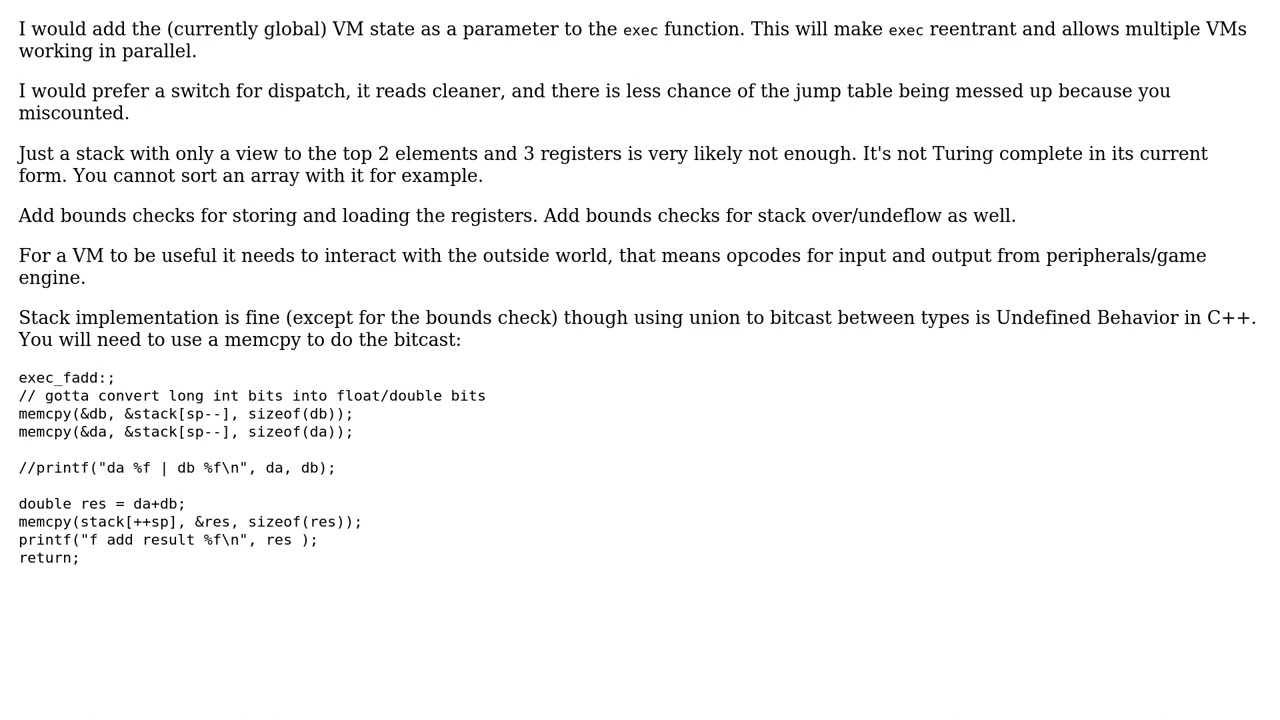 I would add the (currently global) VM state as a parameter to the exec function. This will make exec reentrant and allows multiple VMs
working in parallel.
I would prefer a switch for dispatch, it reads cleaner, and there is less chance of the jump table being messed up because you
miscounted.
Just a stack with only a view to the top 2 elements and 3 registers is very likely not enough. It's not Turing complete in its current
form. You cannot sort an array with it for example.
Add bounds checks for storing and loading the registers. Add bounds checks for stack over/undeflow as well.
For a VM to be useful it needs to interact with the outside world, that means opcodes for input and output from peripherals/game
engine.
Stack implementation is fine (except for the bounds check) though using union to bitcast between types is Undefined Behavior in C++.
You will need to use a memcpy to do the bitcast:
exec_fadd:;
// gotta convert long int bits into float/double bits
memcpy(&db, &stack[sp--], sizeof(db));
memcpy(&da, &stack[sp--], sizeof(da));
//printf("da %f | db %f\n", da, db);
double res = da+db;
memcpy(stack[++sp], &res, sizeof(res));
printf("f add result %f\n", res );
return;